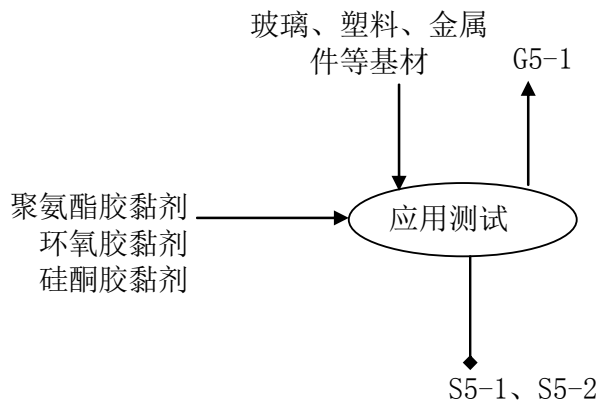 玻璃、塑料、金属
件等基材
G5-1
聚氨酯胶黏剂
环氧胶黏剂
硅酮胶黏剂
应用测试
S5-1、S5-2